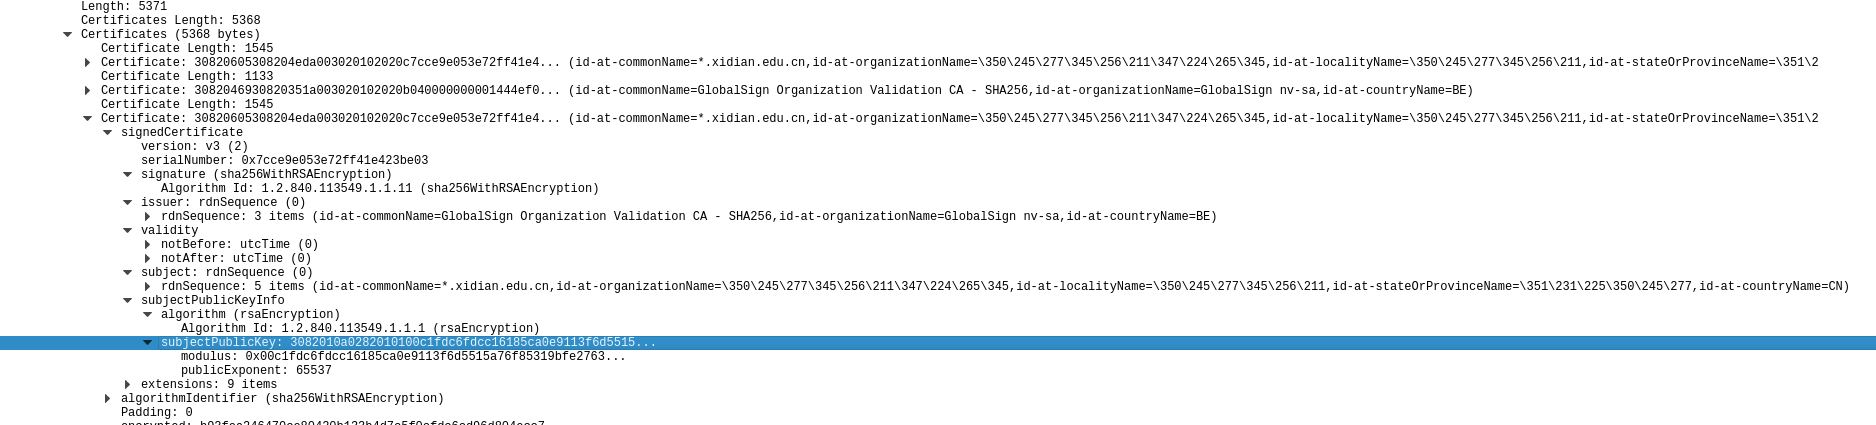 Length: 5371
Certificates Length: 5368
Certificates (5368 bytes)
Certificate Length: 1545
Certificate: 30820605308204eda003020102020c7cce9e053e72ff41e4... (id-at-commonName=*.xidian.edu.cn,id-at-organizationName=\350\245\277\345\256\211\347\224\265\345,id-at-localityName=\350\245\277\345\256\211,id-at-stateOrProvinceName=\351\2
Certificate Length: 1133
Certificate: 3082046930820351a003020102020b040000000001444ef0... (id-at-commonName=GlobalSign Organization Validation CA - SHA256,id-at-organizationName=GlobalSign nv-sa,id-at-countryName=BE)
Certificate Length: 1545
Certificate: 30820605308204eda003020102020c7cce9e053e72ff41e4... (id-at-commonName=*.xidian.edu.cn,id-at-organizationName=\350\245\277\345\256\211\347\224\265\345,id-at-localityName=\350\245\277\345\256\211,id-at-stateOrProvinceName=\351\2
signedCertificate
version: v3 (2)
serialNumber: 0x7cce9e053e72ff41e423be03
signature (sha256WithRSAEncryption)
Algorithm Id: 1.2.840.113549.1.1.11 (sha256WithRSAEncryption)
issuer: rdnSequence (0)
rdnSequence: 3 items (id-at-commonName=GlobalSign Organization Validation CA - SHA256,id-at-organizationName=GlobalSign nv-sa,id-at-countryName=BE)
validity
notBefore: utcTime (0)
notAfter: utcTime (0)
subject: rdnSequence (0)
rdnSequence: 5 items (id-at-commonName=*.xidian.edu.cn,id-at-organizationName=\350\245\277\345\256\211\347\224\265\345,id-at-localityName=\350\245\277\345\256\211,id-at-stateOrProvinceName=\351\231\225\350\245\277,id-at-countryName=CN)
subjectPublicKeyInfo
algorithm (rsaEncryption)
Algorithm Id: 1.2.840.113549.1.1.1 (rsaEncryption)
subjectPublicKey: 3082010a0282010100c1fdc6fdcc16185ca0e9113f6d5515...
modulus: 0x00c1fdc6fdcc16185ca0e9113f6d5515a76f85319bfe2763...
publicExponent: 65537
extensions: 9 items
algorithmIdentifier (sha256WithRSAEncryption)
Padding: 0